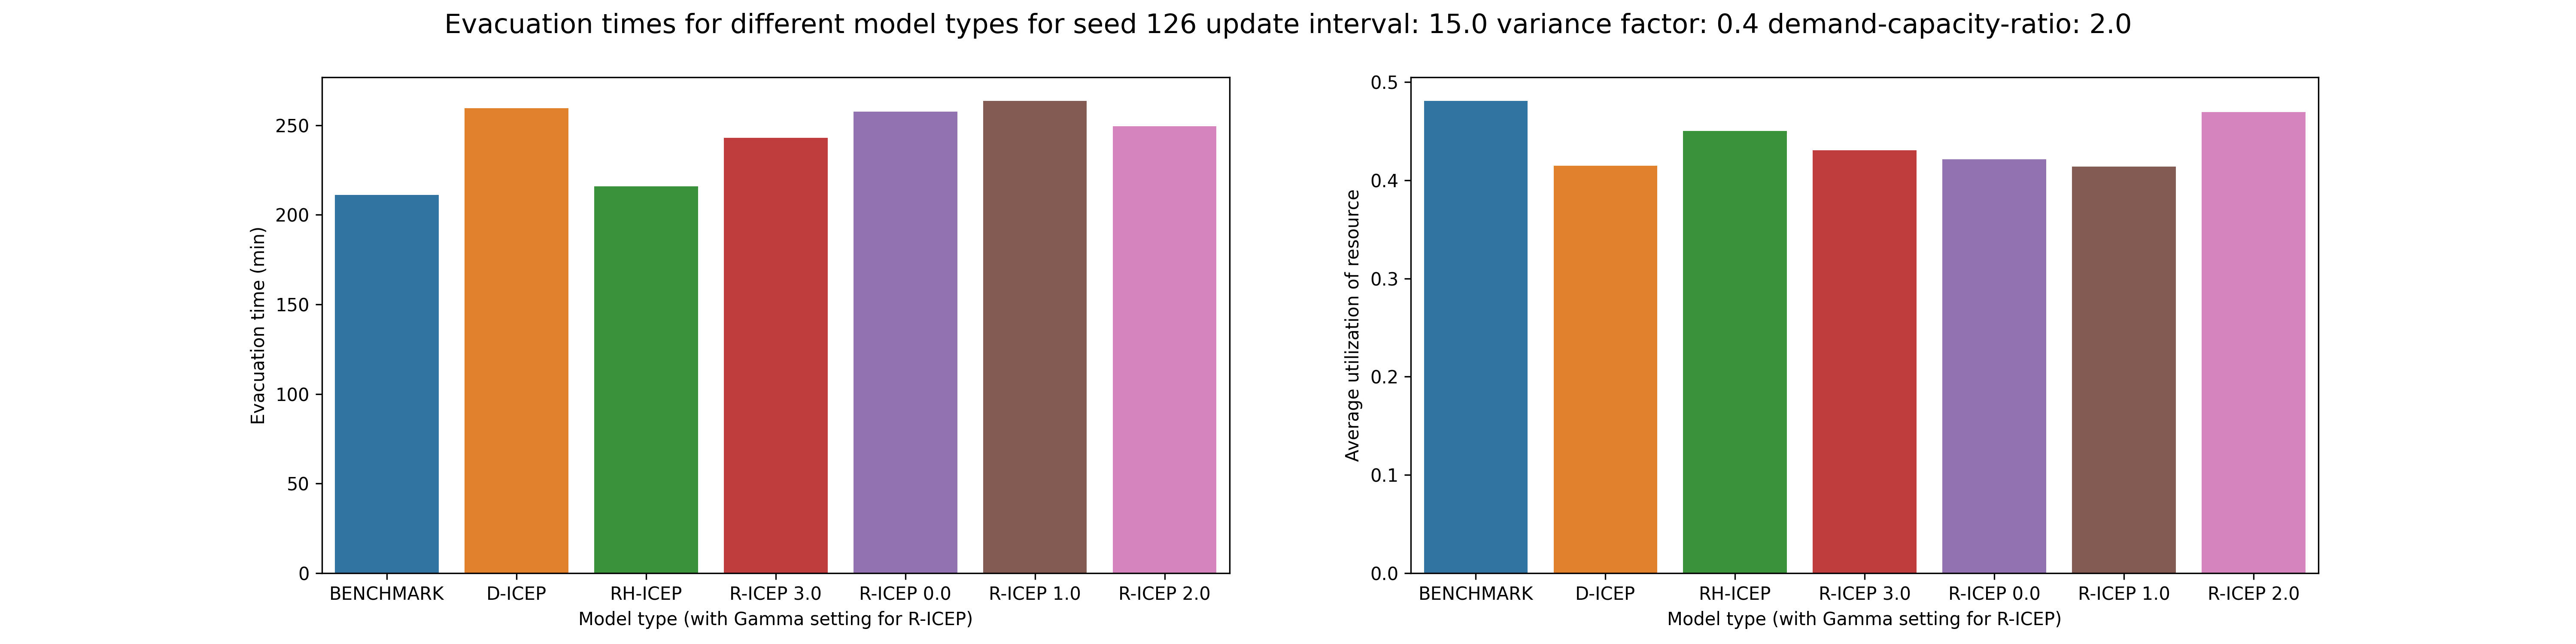 Evacuation times for different model types for seed 126 update interval: 15.0 variance factor: 0.4 demand-capacity-ratio: 2.0
Evacuation time (min)
250
200
150
100
50
0
BENCHMARK D-ICEP RH-ICEP R-ICEP 3.0 R-ICEP 0.0 R-ICEP 1.0 R-ICEP 2.0
Model type (with Gamma setting for R-ICEP)
Average utilization of resource
0.5
0.4
0.3
0.2
0.1
0.0
BENCHMARK D-ICEP RH-ICEP R-ICEP 3.0 R-ICEP 0.0 R-ICEP 1.0 R-ICEP 2.0
Model type (with Gamma setting for R-ICEP)